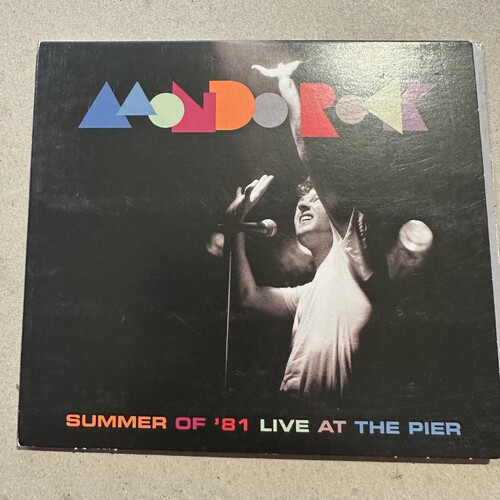 MONDO ROCK
SUMMER OF '81 LIVE AT THE PIER